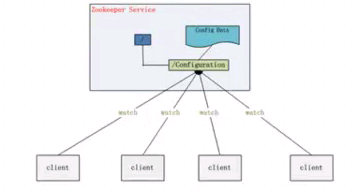 Zookeeper Service
Config Data
/
/Configuration
watch
watch
watch
watch
client
client
client
client